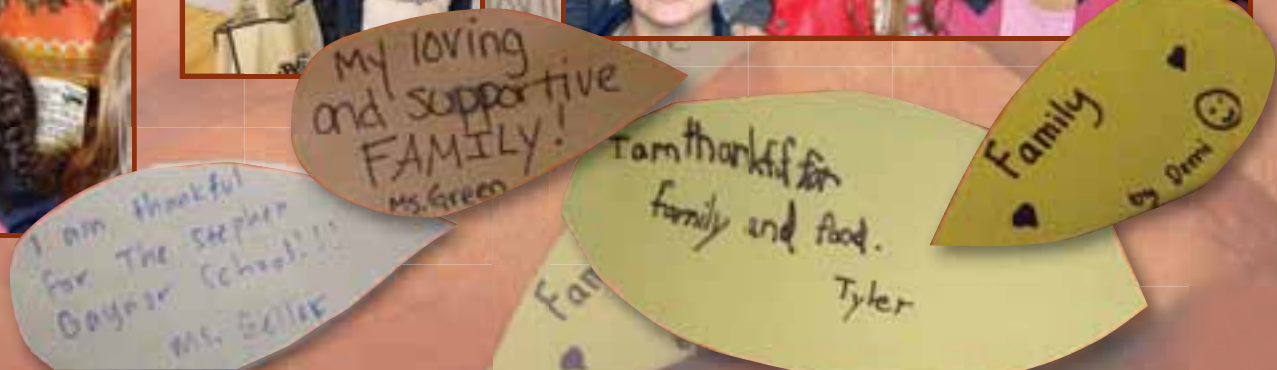 My loving
and supportive
FAMILY!
Ms. Green
I am thankful
for The Stephen
Gaynor School!!!
Ms.
I am thankful for
family and food.
Tyler
Family
by Demi
Fam